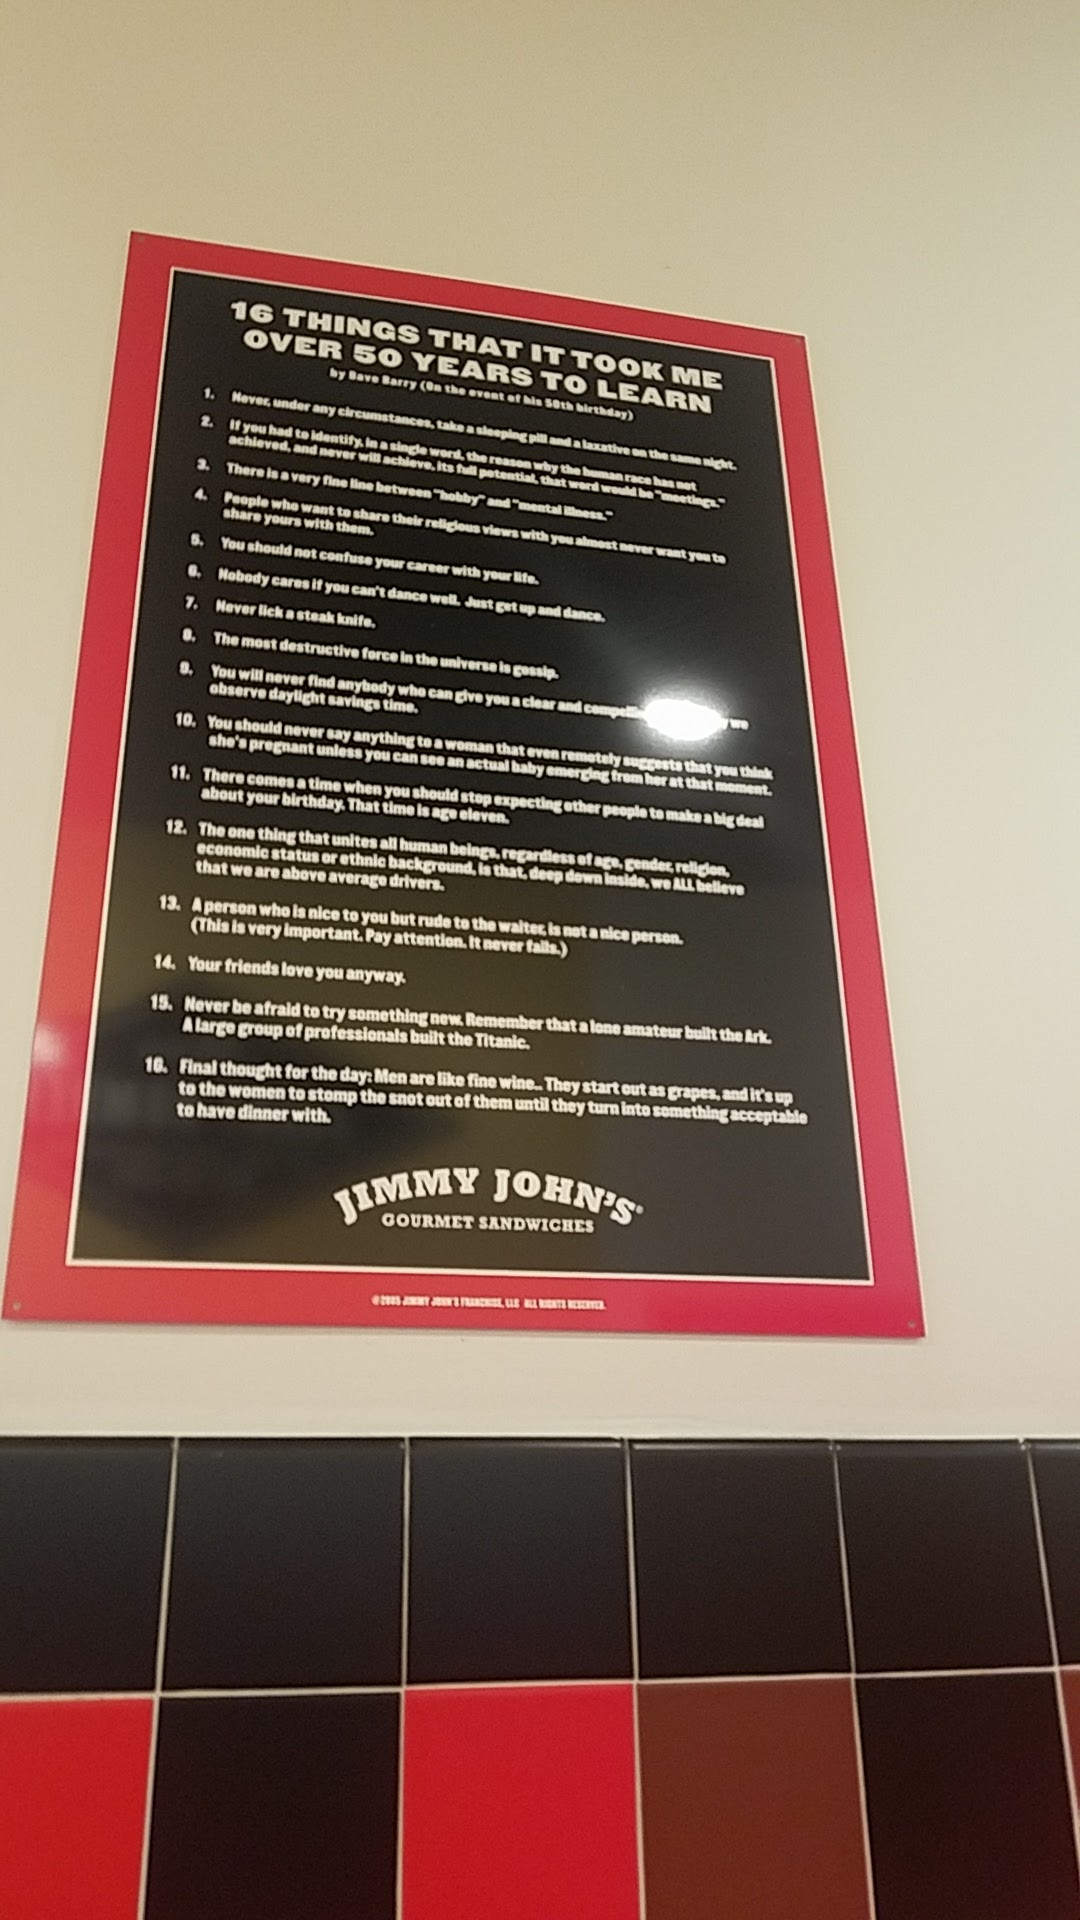 16 THINGS THAT IT TOOK ME
OVER 50 YEARS TO LEARN
by Dave Barry (On the event of his 50th birthday)
1. Never, under any circumstances, take a sleeping pill and a laxative on the same night.
2. If you had to identify, in a single word, the reason why the human race has not
achieved, and never will achieve, its full potential, that word would be "meetings."
3. There is a very fine line between "hobby" and "mental illness."
4. People who want to share their religious views with you almost never want you to
share yours with them.
5. You should not confuse your career with your life.
6. Nobody cares if you can't dance well. Just get up and dance.
7. Never lick a steak knife.
8. The most destructive force in the universe is gossip.
9. You will never find anybody who can give you a clear and we
observe daylight savings time.
10. You should never say anything to a woman that even remotely suggests that you think
she's pregnant unless you can see an actual baby emerging from her at that moment.
11. There comes a time when you should stop expecting other people to make a big deal
about your birthday. That time is age eleven.
12. The one thing that unites all human beings, regardless of age, gender, religion,
economic status or ethnic background, is that, deep down inside, we ALL believe
that we are above average drivers.
13. A person who is nice to you but rude to the waiter, is not a nice person.
(This is very important. Pay attention. It never fails.)
14. Your friends love you anyway.
15. Never be afraid to try something new. Remember that a lone amateur built the Ark.
A large group of professionals built the Titanic.
16. Final thought for the day: Men are like fine wine.. They start out as grapes, and it's up
to the women to stomp the snot out of them until they turn into something acceptable
to have dinner with.
JIMMY JOHN'S®
GOURMET SANDWICHES
© 2005 JIMMY JOHN'S FRANCHISE, LLC ALL RIGHTS RESERVED.